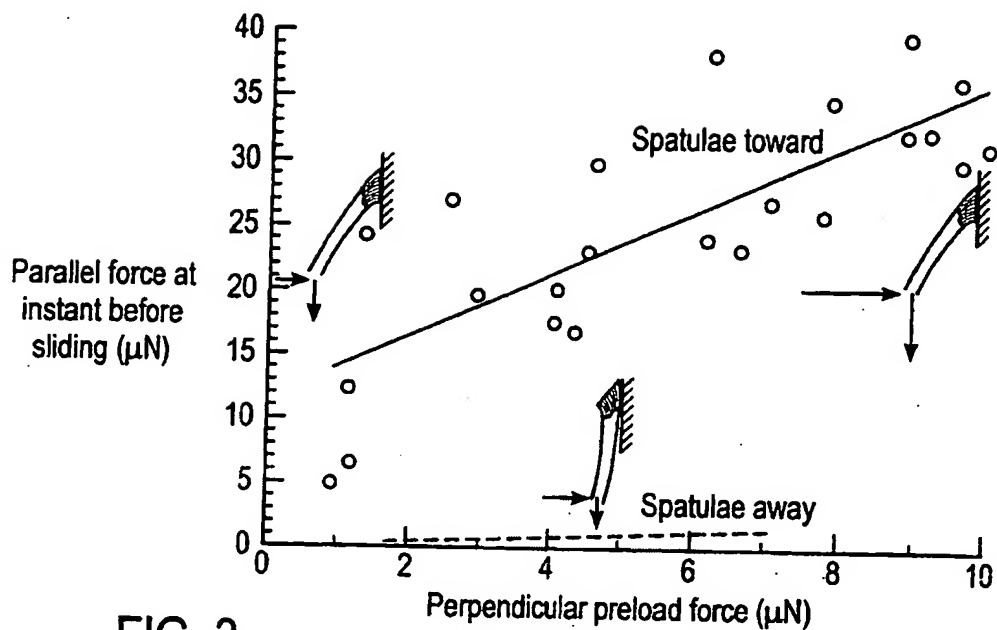 40
35
30
25
20
15
10
5
0
Parallel force at
instant before
sliding (μN)
Spatulae toward
Spatulae away
0 2 4 6 8 10
Perpendicular preload force (μN)